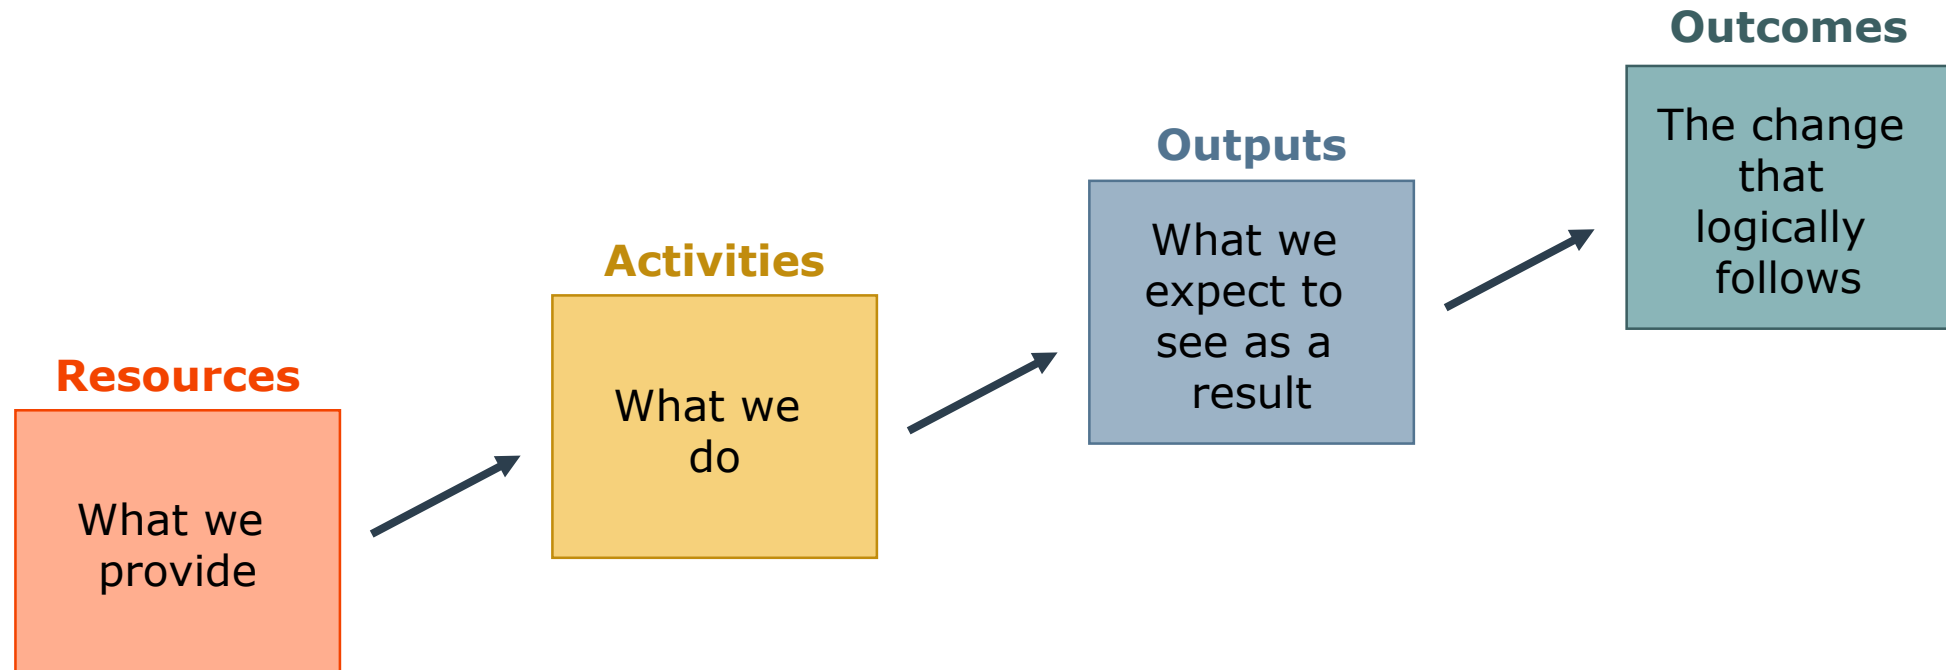 Resources
What we
provide
Activities
What we
do
Outputs
What we
expect to
see as a
result
Outcomes
The change
that
logically
follows